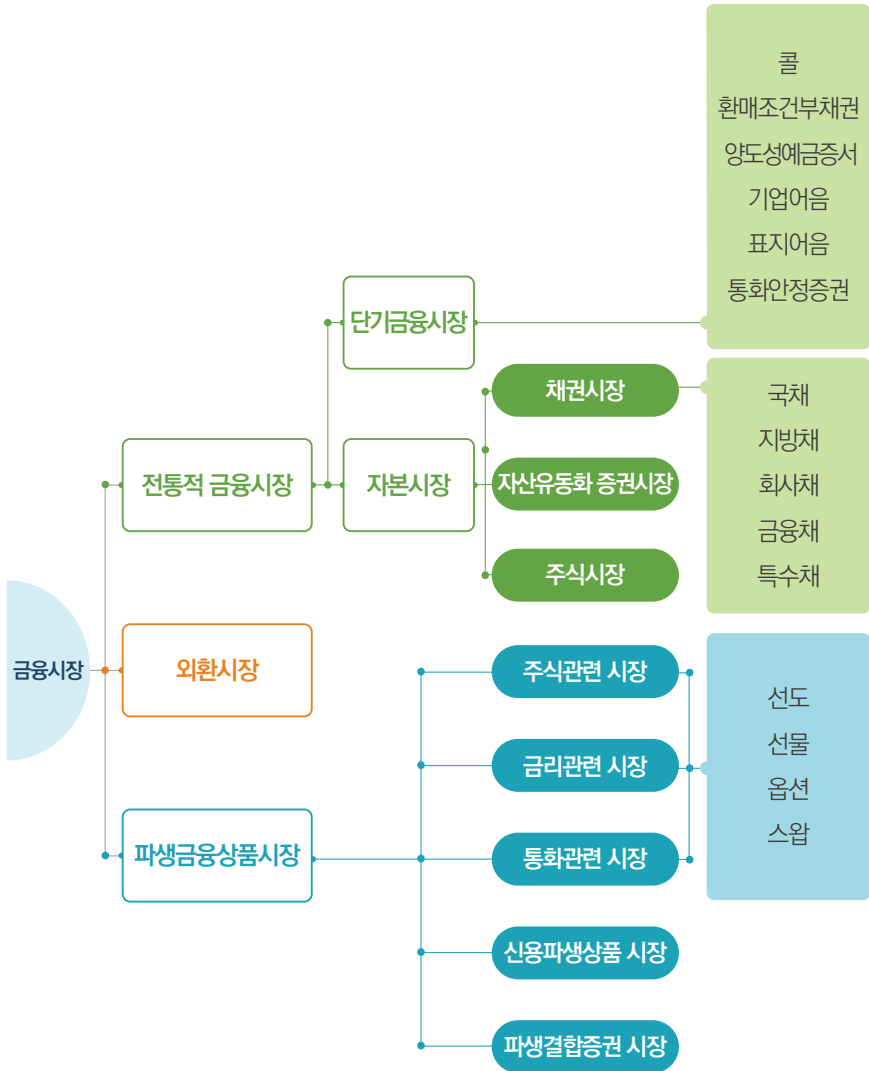 콜
환매조건부채권
양도성예금증서
기업어음
표지어음
통화안정증권
단기금융시장
채권시장
국채
지방채
회사채
금융채
특수채
전통적 금융시장
자본시장
자산유동화 증권시장
주식시장
금융시장
외환시장
주식관련 시장
선도
선물
옵션
스왑
금리관련 시장
파생금융상품시장
통화관련 시장
신용파생상품 시장
파생결합증권 시장